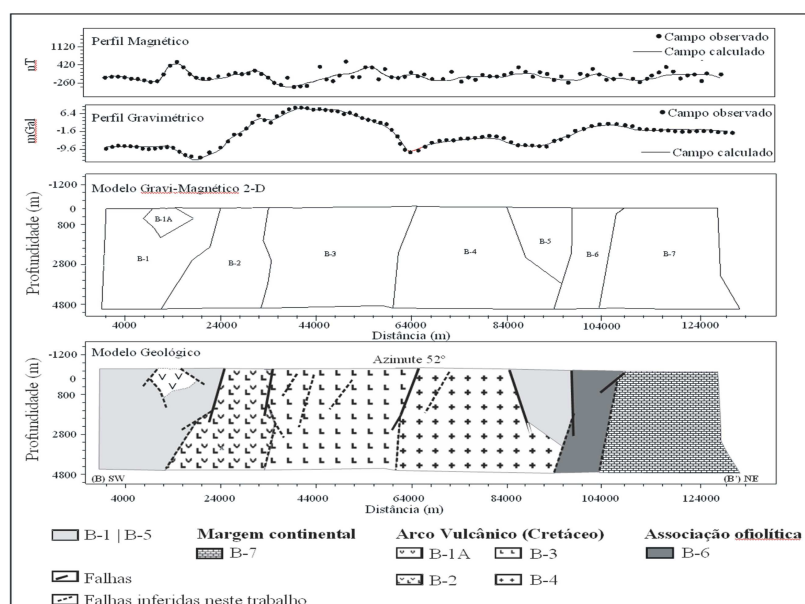 nT
1120
400
-260
Perfil Magnético
Campo observado
Campo calculado
mGal
6.4
-1.6
-9.6
Perfil Gravimétrico
Campo observado
Campo calculado
Profundidade (m)
-1200
0
800
2800
4800
Modelo Gravi-Magnético 2-D
B-1A
B-1
B-2
B-3
B-4
B-5
B-6
B-7
4000 24000 44000 64000 84000 104000 124000
Distância (m)
Profundidade (m)
-1200
0
800
2800
4800
Modelo Geológico
Azimute 52º
(B) SW
(B') NE
4000 24000 44000 64000 84000 104000 124000
Distância (m)
B-1 | B-5
Margem continental
B-7
Arco Vulcânico (Cretáceo)
B-1A B-3
B-2 B-4
Associação ofiolítica
B-6
Falhas
Falhas inferidas neste trabalho